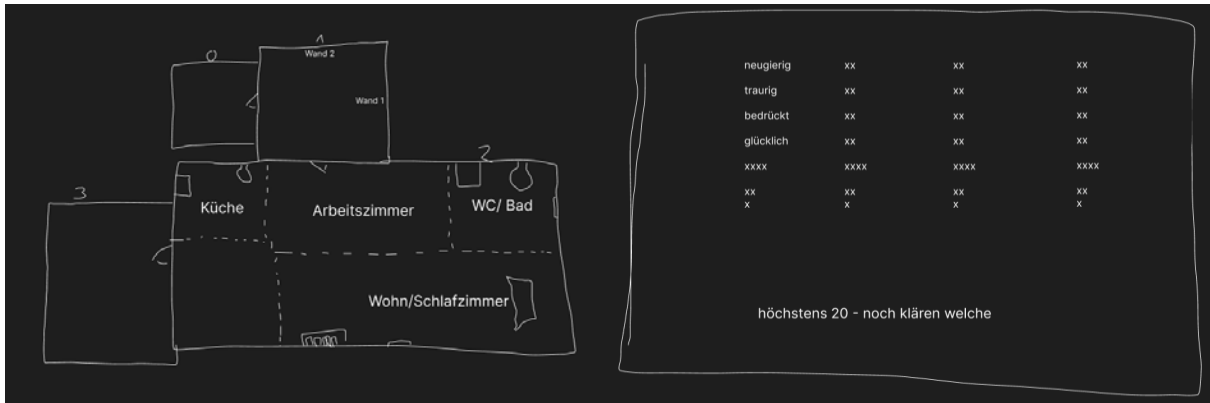 0
1
Wand 2
Wand 1
2
3
Küche
Arbeitszimmer
WC/ Bad
Wohn/Schlafzimmer
neugierig xx xx xx
traurig xx xx xx
bedrückt xx xx xx
glücklich xx xx xx
xxxx xxxx xxxx xxxx
xx xx xx xx
x x x x
höchstens 20 - noch klären welche